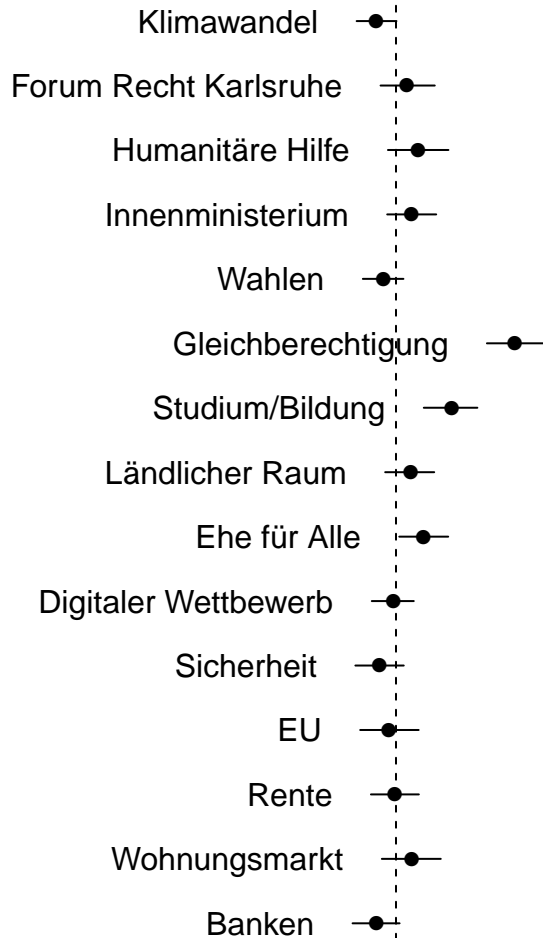 Klimawandel
Forum Recht Karlsruhe
Humanitäre Hilfe
Innenministerium
Wahlen
Gleichberechtigung
Studium/Bildung
Ländlicher Raum
Ehe für Alle
Digitaler Wettbewerb
Sicherheit
EU
Rente
Wohnungsmarkt
Banken